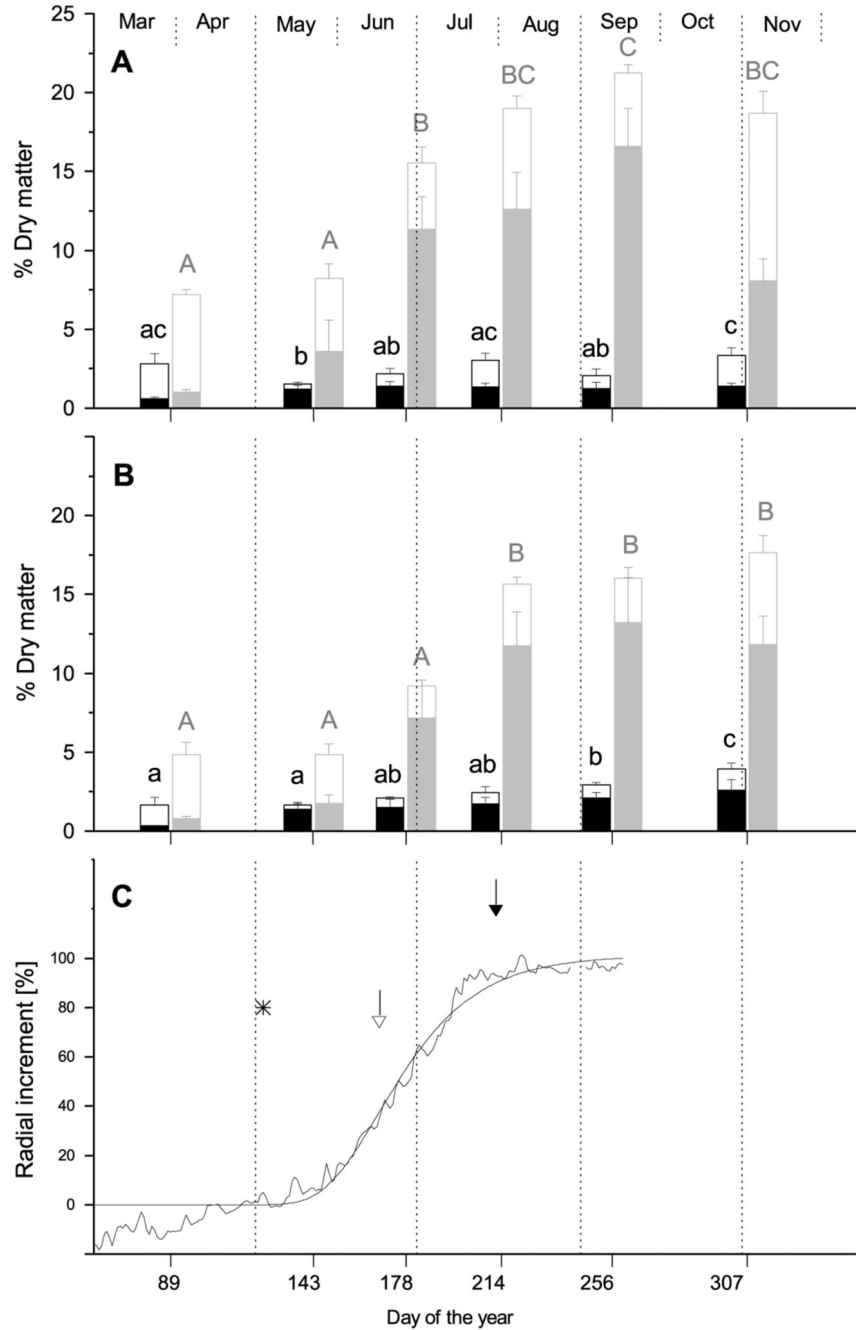 Mar Apr May Jun Jul Aug Sep Oct Nov
A
25
20
15
10
5
0
% Dry matter
ac A b A ab B ac BC ab C c BC
B
20
15
10
5
0
% Dry matter
a A a A ab A ab B b B c B
C
100
80
60
40
20
0
Radial increment [%]
89 143 178 214 256 307
Day of the year